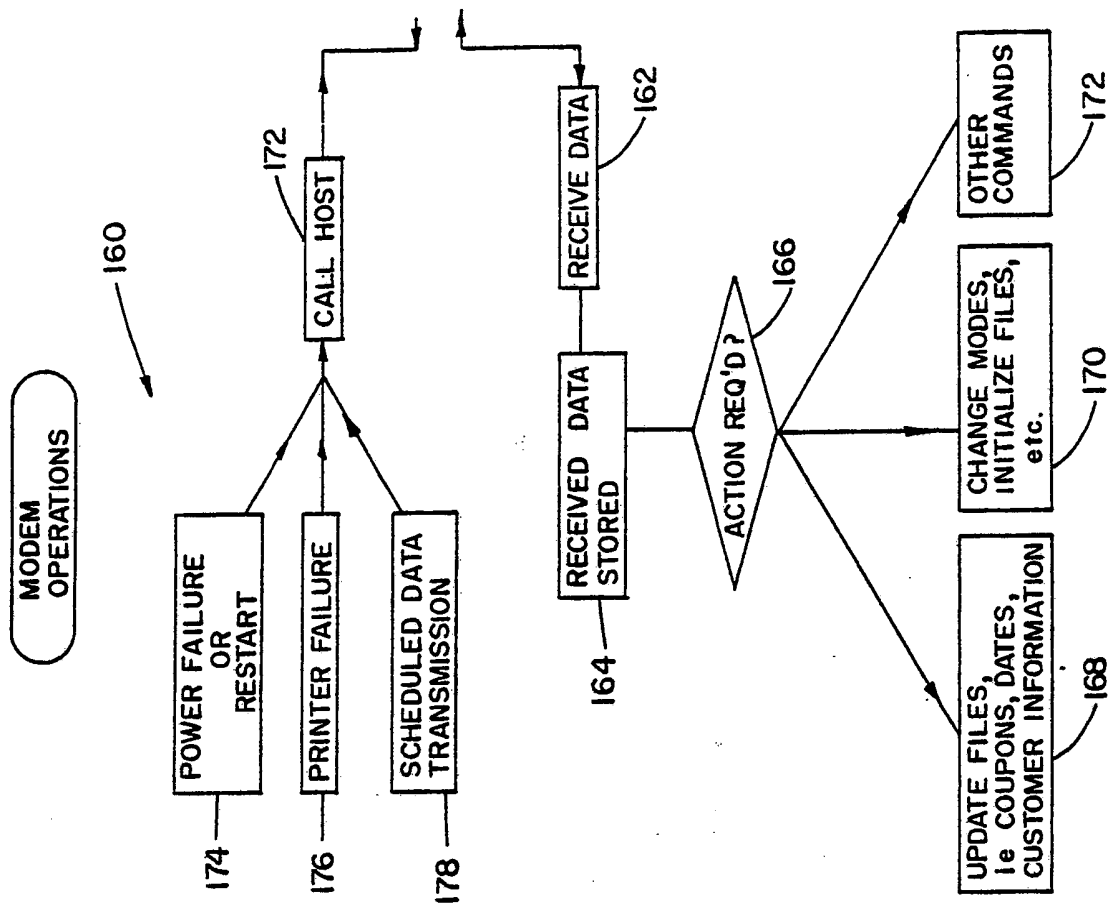 MODEM
OPERATIONS
160
174
POWER FAILURE
OR
RESTART
176
PRINTER FAILURE
178
SCHEDULED DATA
TRANSMISSION
172
CALL HOST
162
RECEIVE DATA
164
RECEIVED DATA
STORED
166
ACTION REQ'D?
168
UPDATE FILES,
Ie COUPONS, DATES,
CUSTOMER INFORMATION
170
CHANGE MODES,
INITIALIZE FILES,
etc.
172
OTHER
COMMANDS